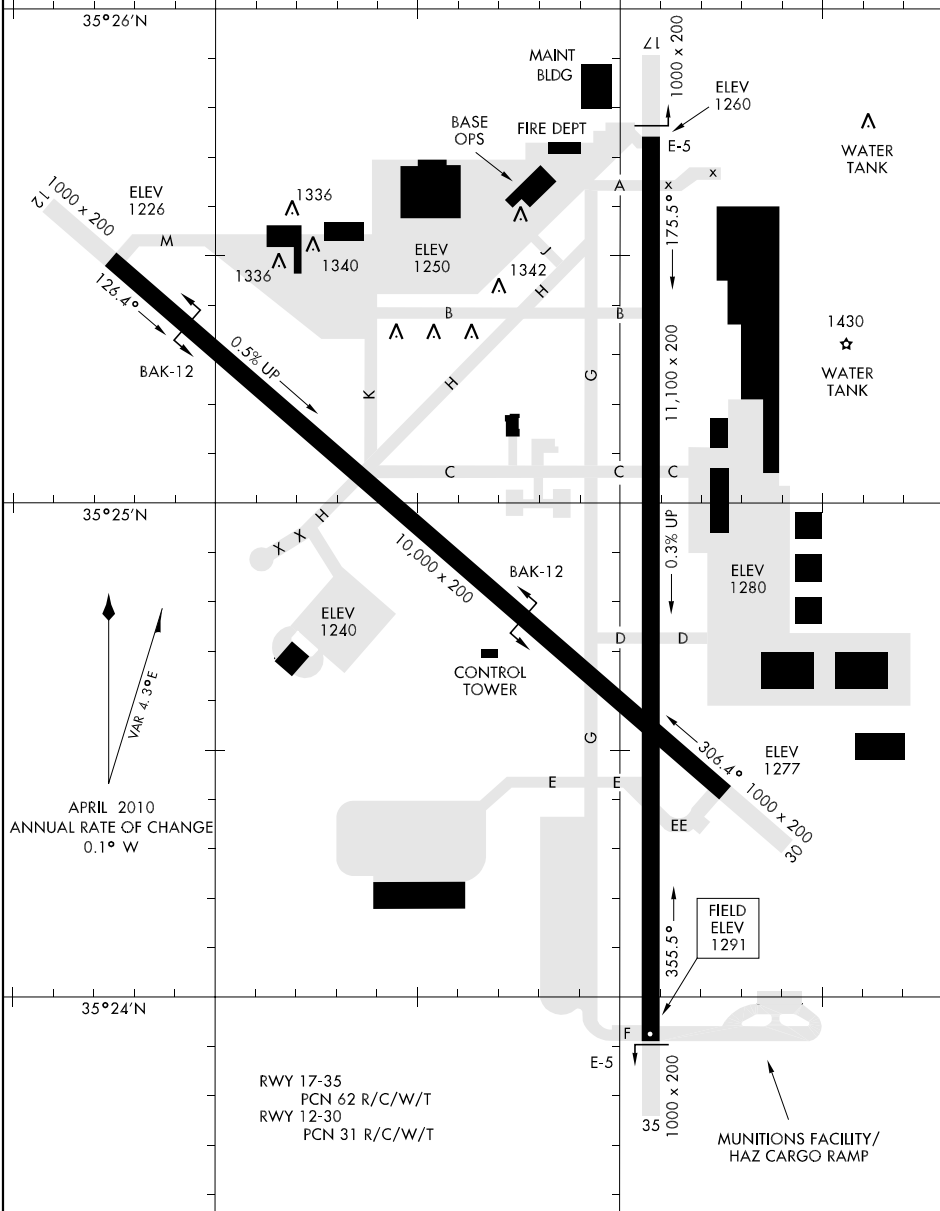 35°26'N
17
1000 x 200
MAINT
BLDG
ELEV
1260
BASE
OPS
FIRE DEPT
E-5
WATER
TANK
A
x
x
12
1000 x 200
ELEV
1226
1336
175.5°
M
1336
1340
ELEV
1250
J
1342
H
126.4°
B
B
0.5% UP
BAK-12
11,100 x 200
1430
WATER
TANK
K
H
G
C
C
C
35°25'N
H
X
X
10,000 x 200
0.3% UP
BAK-12
ELEV
1280
ELEV
1240
D
D
CONTROL
TOWER
VAR 4.3°E
G
306.4°
ELEV
1277
E
E
1000 x 200
30
EE
APRIL 2010
ANNUAL RATE OF CHANGE
0.1° W
355.5°
FIELD
ELEV
1291
35°24'N
F
E-5
1000 x 200
35
RWY 17-35
PCN 62 R/C/W/T
RWY 12-30
PCN 31 R/C/W/T
MUNITIONS FACILITY/
HAZ CARGO RAMP